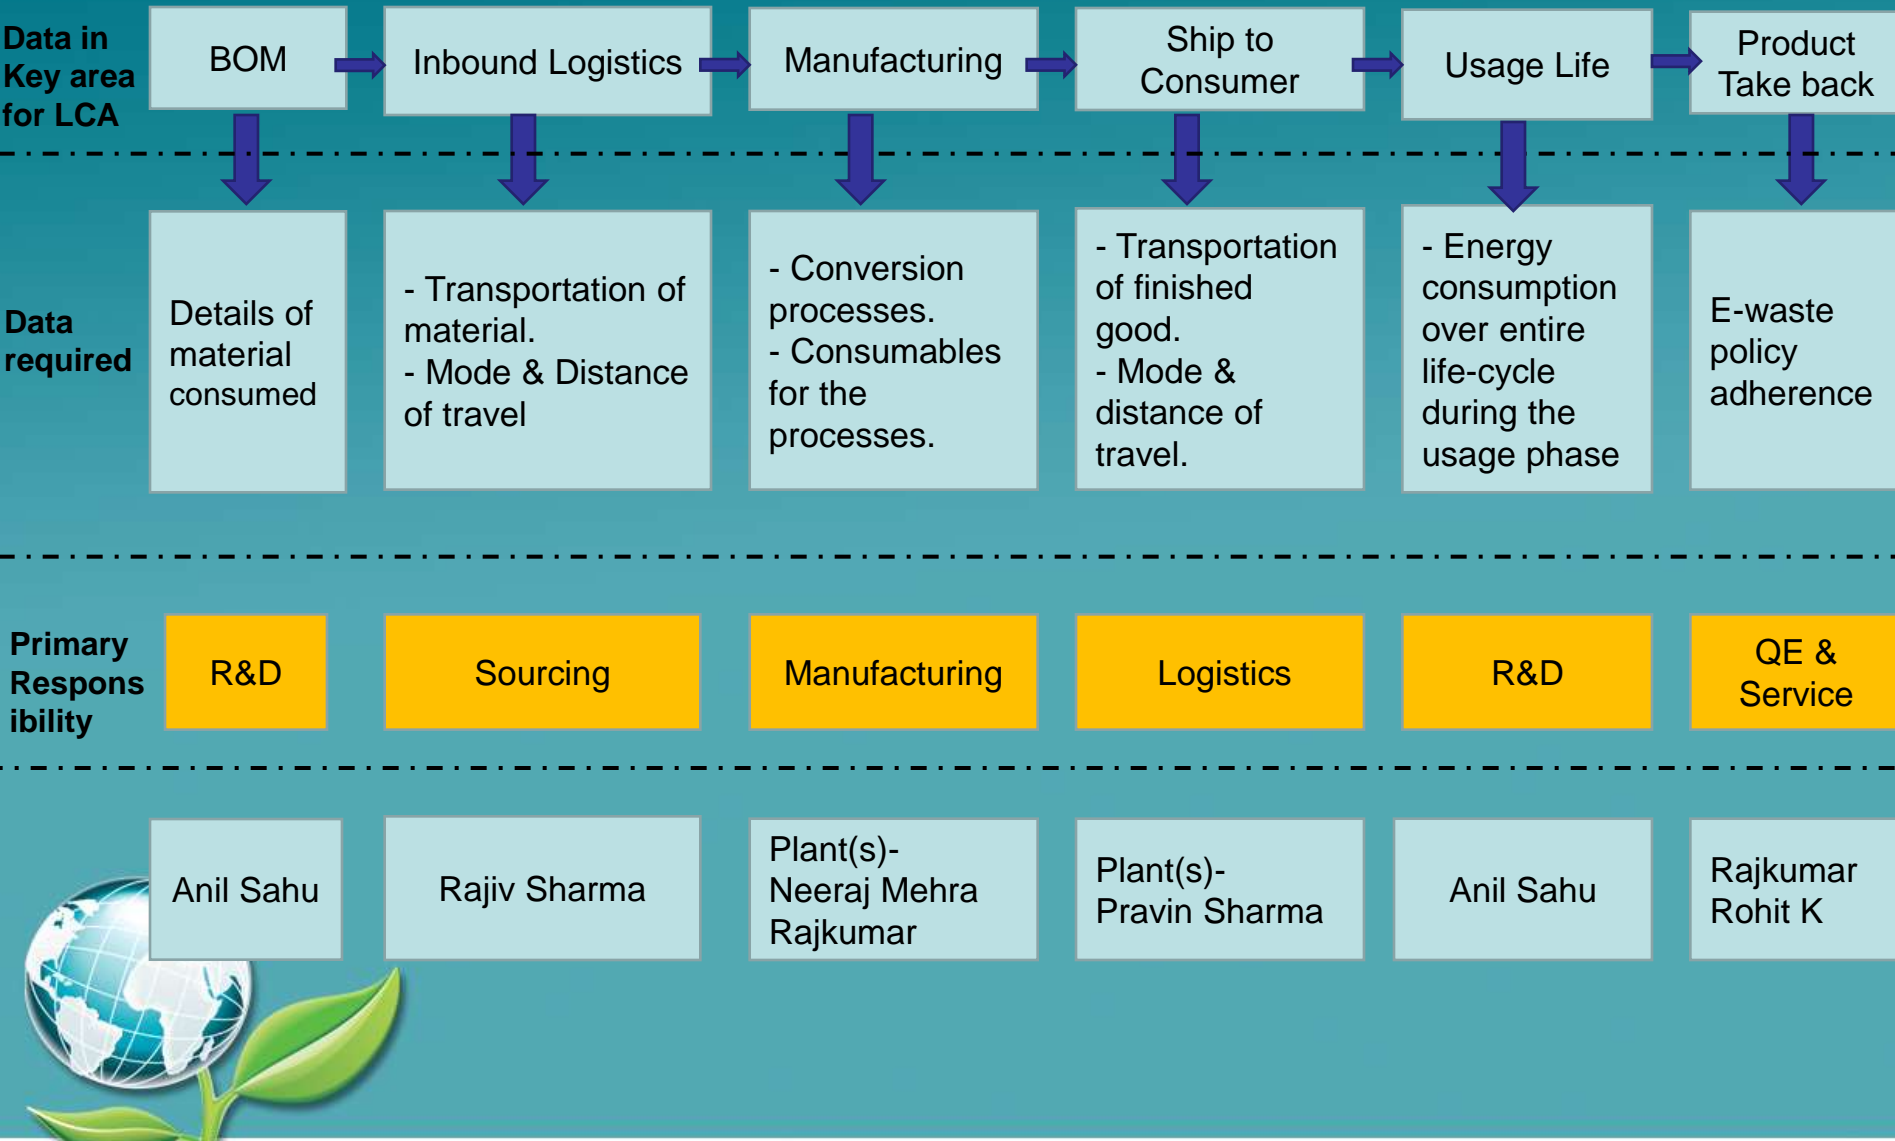 Data in
Key area
for LCA
BOM
Inbound Logistics
Manufacturing
Ship to
Consumer
Usage Life
Product
Take back
Data
required
Details of
material
consumed
- Transportation of
material.
- Mode & Distance
of travel
- Conversion
processes.
- Consumables
for the
processes.
- Transportation
of finished
good.
- Mode &
distance of
travel.
- Energy
consumption
over entire
life-cycle
during the
usage phase
E-waste
policy
adherence
Primary
Respons
ibility
R&D
Sourcing
Manufacturing
Logistics
R&D
QE &
Service
Anil Sahu
Rajiv Sharma
Plant(s)-
Neeraj Mehra
Rajkumar
Plant(s)-
Pravin Sharma
Anil Sahu
Rajkumar
Rohit K